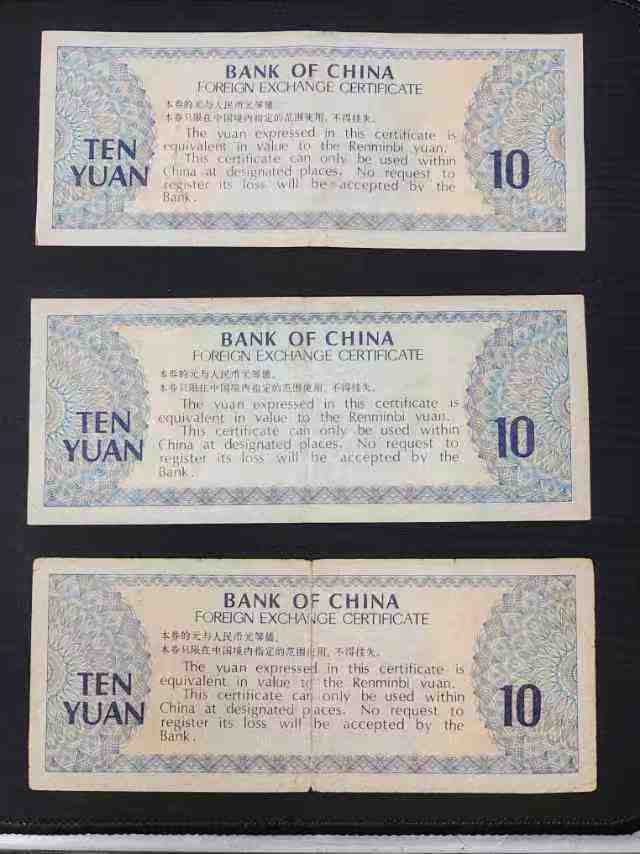 BANK OF CHINA
FOREIGN EXCHANGE CERTIFICATE
本券的元与人民币元等值。
本券只限在中国境内指定的范围使用，不得挂失。
The yuan expressed in this certificate is
equivalent in value to the Renminbi yuan.
This certificate can only be used within
China at designated places. No request to
register its loss will be accepted by the
Bank.
TEN
YUAN
10
BANK OF CHINA
FOREIGN EXCHANGE CERTIFICATE
本券的元与人民币元等值。
本券只限在中国境内指定的范围使用，不得挂失。
The yuan expressed in this certificate is
equivalent in value to the Renminbi yuan.
This certificate can only be used within
China at designated places. No request to
register its loss will be accepted by the
Bank.
TEN
YUAN
10
BANK OF CHINA
FOREIGN EXCHANGE CERTIFICATE
本券的元与人民币元等值。
本券只限在中国境内指定的范围使用，不得挂失。
The yuan expressed in this certificate is
equivalent in value to the Renminbi yuan.
This certificate can only be used within
China at designated places. No request to
register its loss will be accepted by the
Bank.
TEN
YUAN
10